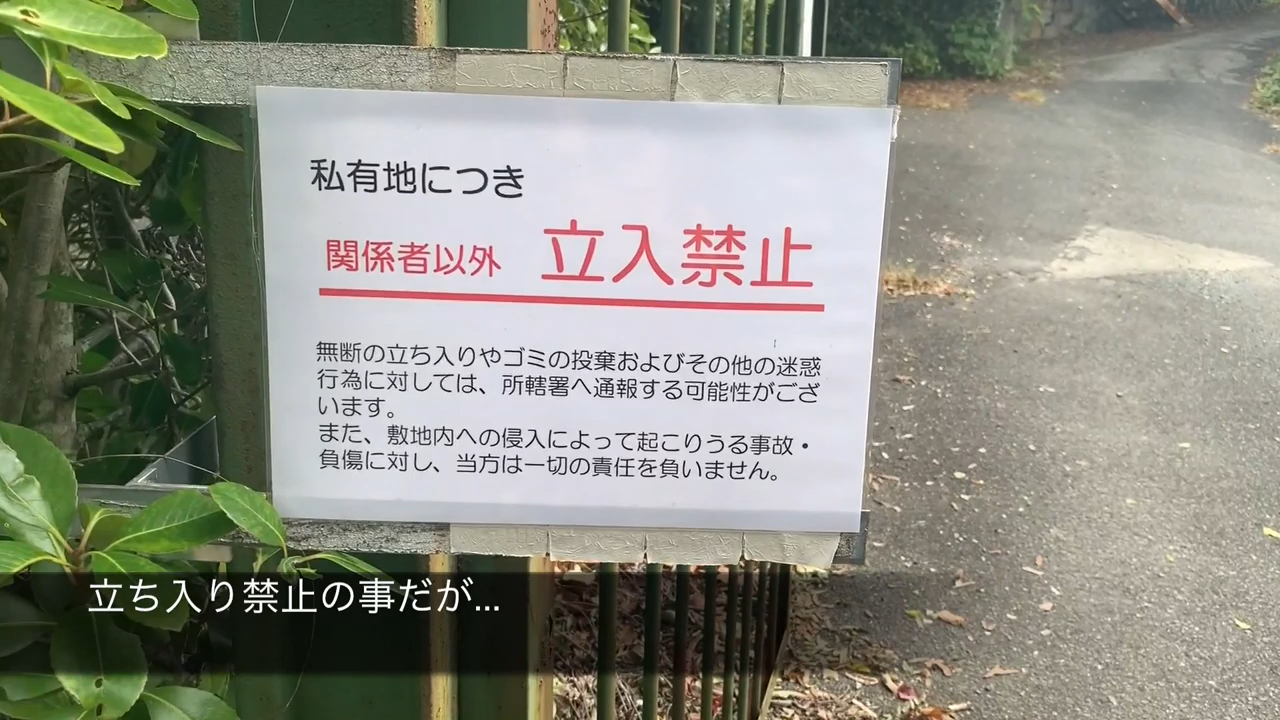 私有地につき
関係者以外 立入禁止
無断の立ち入りやゴミの投棄およびその他の迷惑
行為に対しては、所轄署へ通報する可能性がござ
います。
また、敷地内への侵入によって起こりうる事故・
負傷に対し、当方は一切の責任を負いません。
立ち入り禁止の事だが...